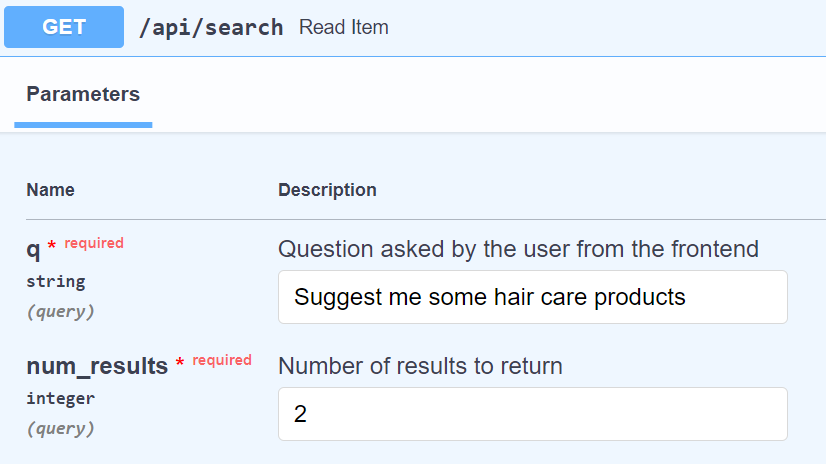 GET /api/search Read Item
Parameters
Name Description
q * required Question asked by the user from the frontend
string
(query)
Suggest me some hair care products
num_results * required Number of results to return
integer
(query)
2